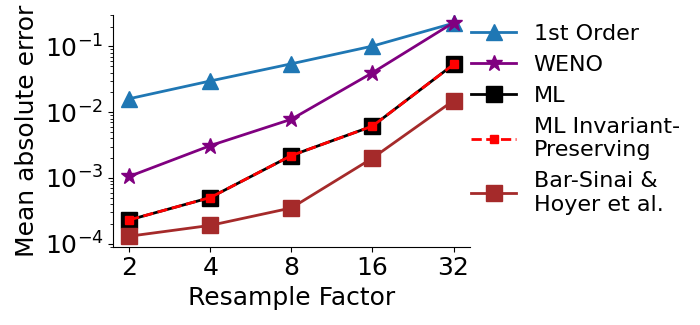 Mean absolute error
10⁻¹
10⁻²
10⁻³
10⁻⁴
2 4 8 16 32
Resample Factor
1st Order
WENO
ML
ML Invariant-
Preserving
Bar-Sinai &
Hoyer et al.